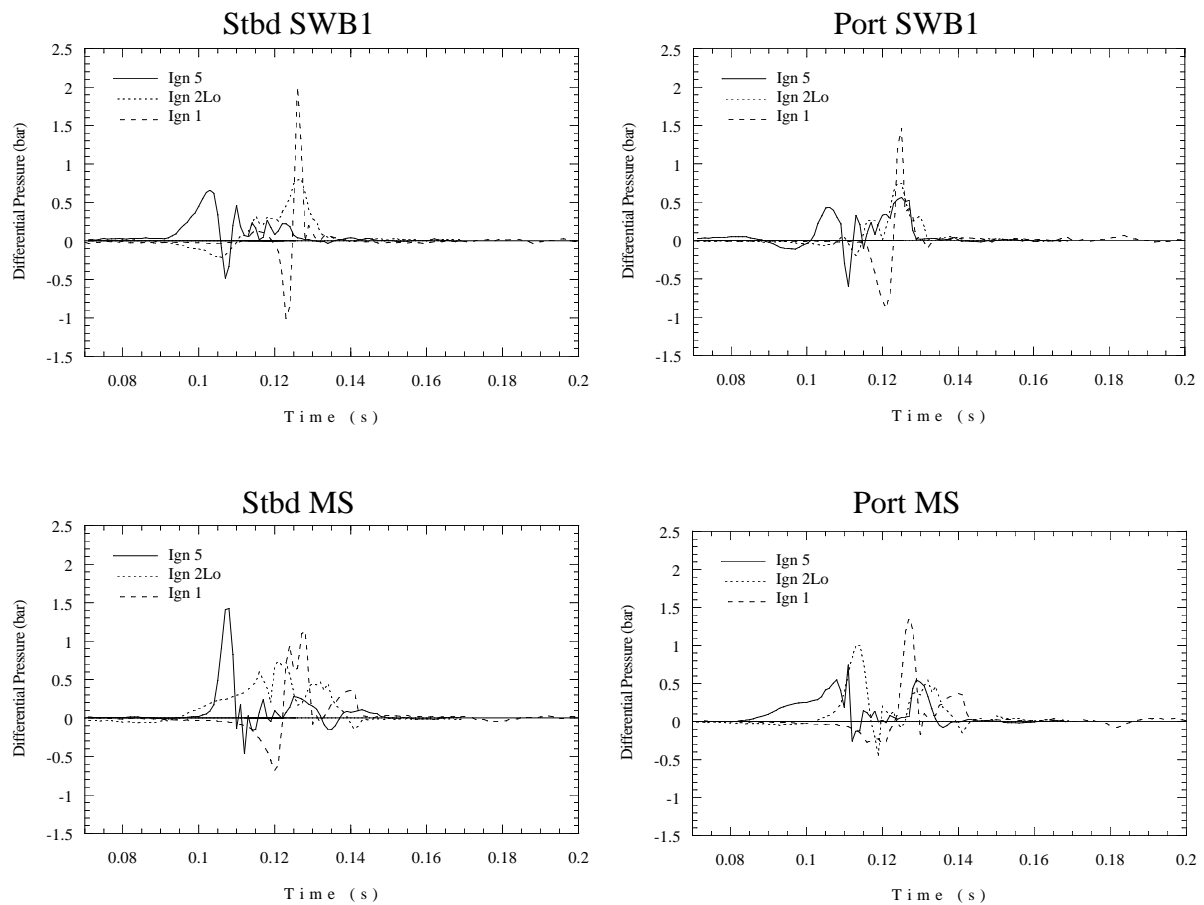 Stbd SWB1
2.5
2
1.5
1
0.5
0
-0.5
-1
-1.5
Differential Pressure (bar)
Ign 5
Ign 2Lo
Ign 1
0.08 0.1 0.12 0.14 0.16 0.18 0.2
Time (s)
Port SWB1
2.5
2
1.5
1
0.5
0
-0.5
-1
-1.5
Differential Pressure (bar)
Ign 5
Ign 2Lo
Ign 1
0.08 0.1 0.12 0.14 0.16 0.18 0.2
Time (s)
Stbd MS
2.5
2
1.5
1
0.5
0
-0.5
-1
-1.5
Differential Pressure (bar)
Ign 5
Ign 2Lo
Ign 1
0.08 0.1 0.12 0.14 0.16 0.18 0.2
Time (s)
Port MS
2.5
2
1.5
1
0.5
0
-0.5
-1
-1.5
Differential Pressure (bar)
Ign 5
Ign 2Lo
Ign 1
0.08 0.1 0.12 0.14 0.16 0.18 0.2
Time (s)